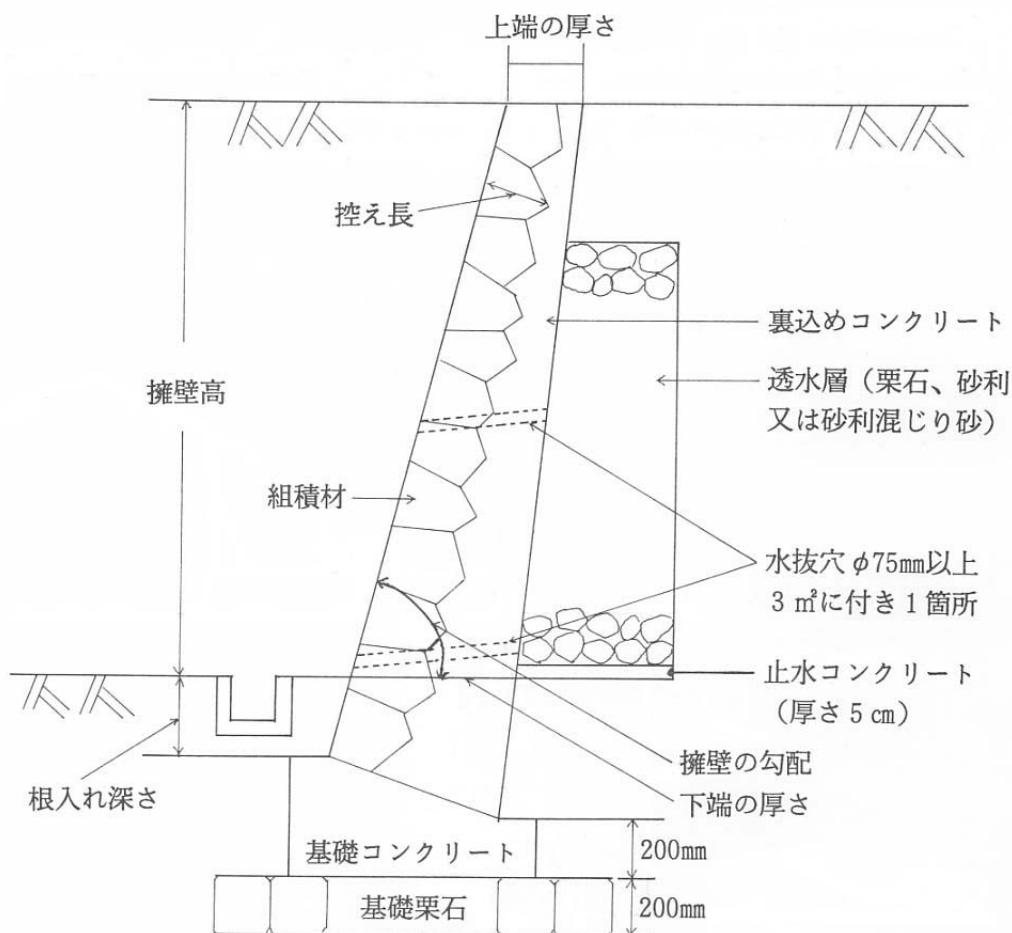 上端の厚さ
控え長
裏込めコンクリート
擁壁高
透水層（栗石、砂利
又は砂利混じり砂）
組積材
水抜穴φ75㎜以上
3㎡に付き1箇所
止水コンクリート
（厚さ5㎝）
擁壁の勾配
根入れ深さ
下端の厚さ
基礎コンクリート
200㎜
基礎栗石
200㎜